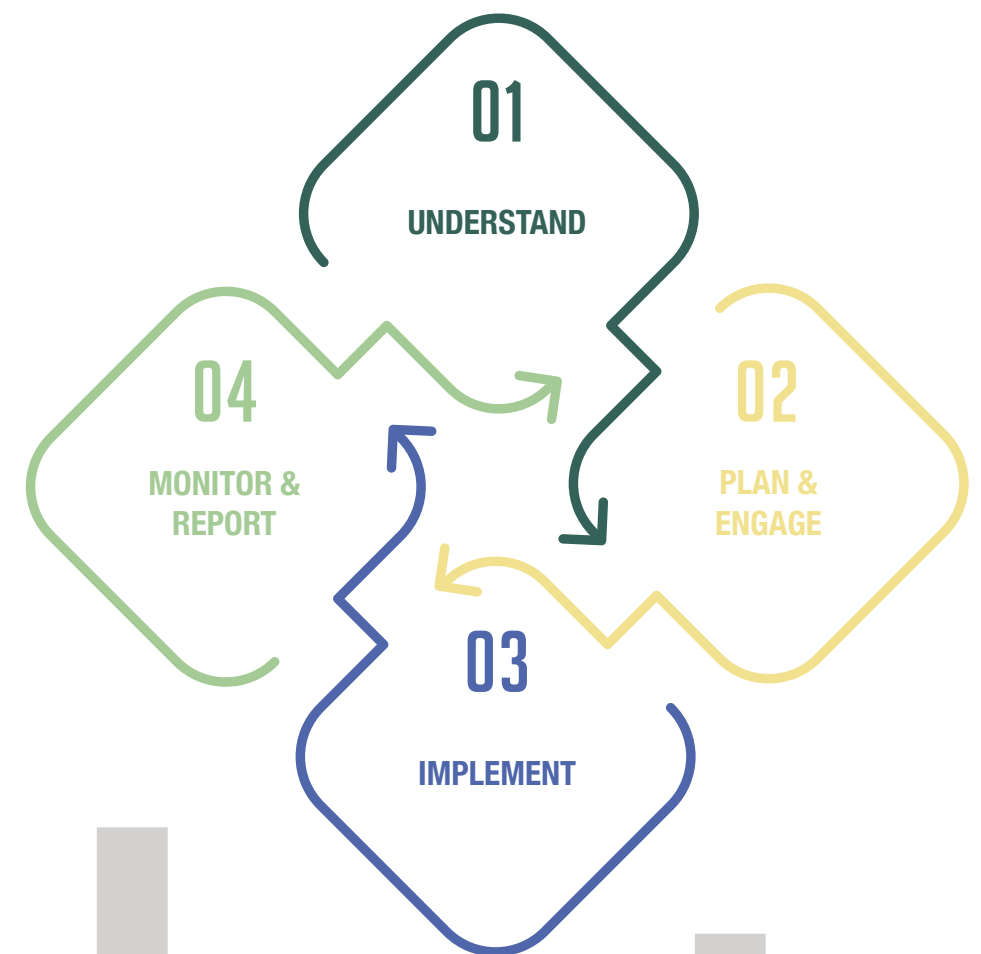 01
UNDERSTAND
02
PLAN &
ENGAGE
03
IMPLEMENT
04
MONITOR &
REPORT